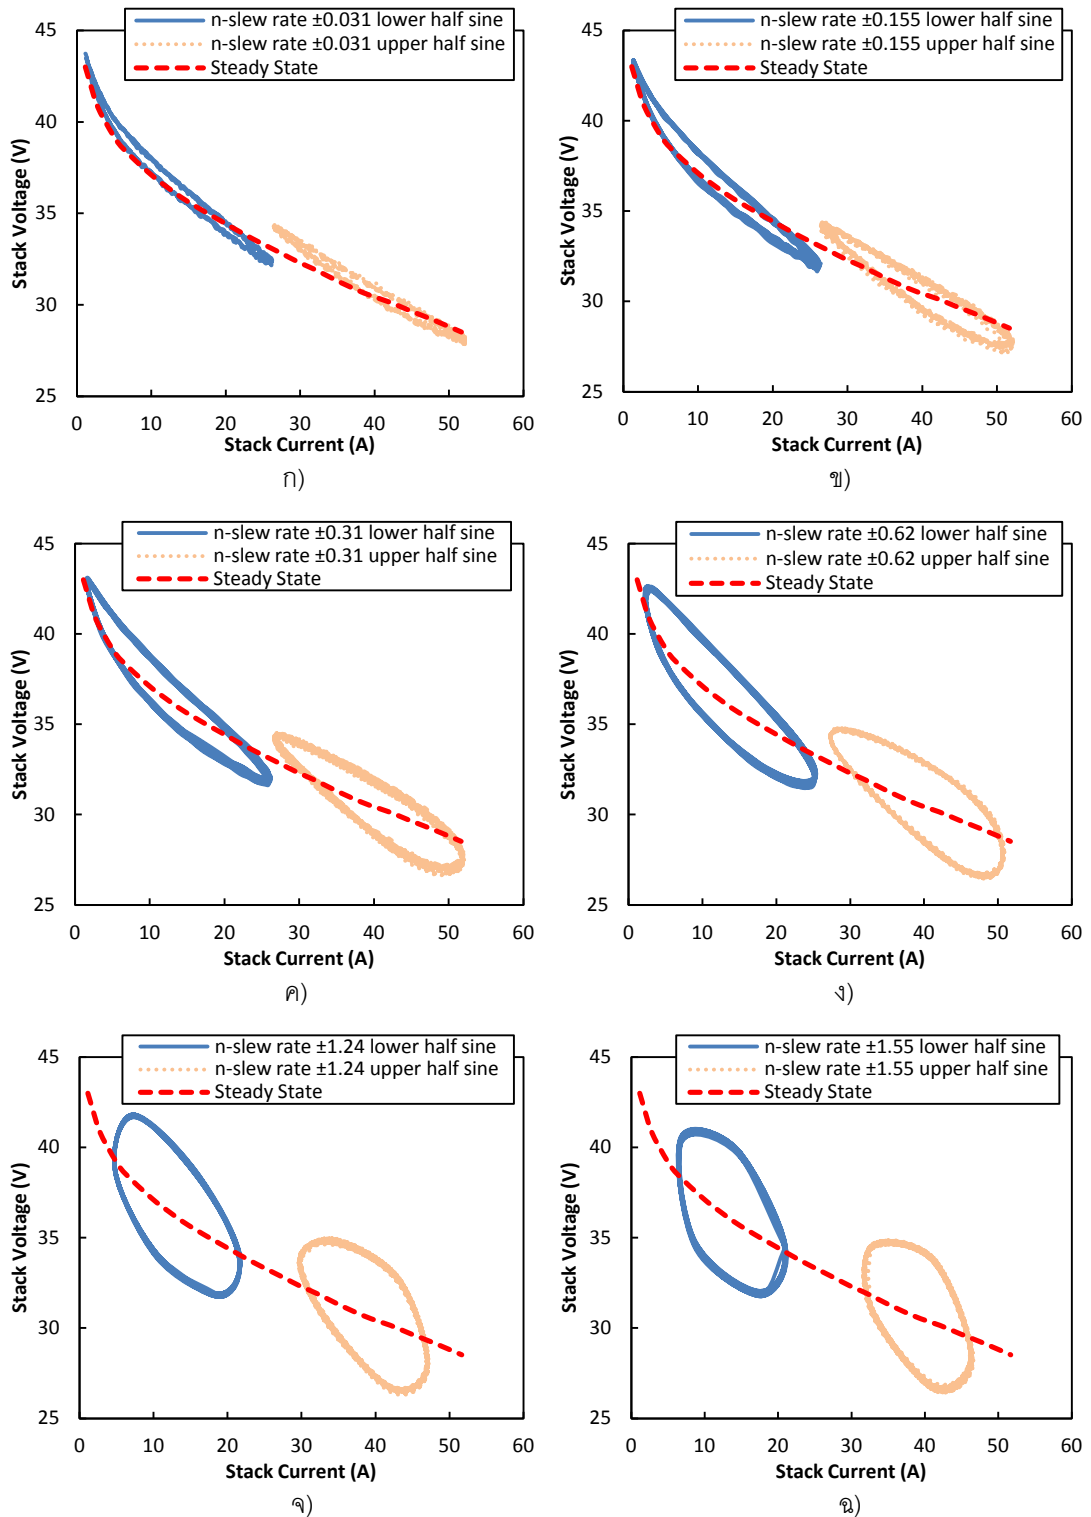 n-slew rate ±0.031 lower half sine
n-slew rate ±0.031 upper half sine
Steady State
45
40
35
30
25
Stack Voltage (V)
0 10 20 30 40 50 60
Stack Current (A)
ก)
n-slew rate ±0.155 lower half sine
n-slew rate ±0.155 upper half sine
Steady State
45
40
35
30
25
Stack Voltage (V)
0 10 20 30 40 50 60
Stack Current (A)
ข)
n-slew rate ±0.31 lower half sine
n-slew rate ±0.31 upper half sine
Steady State
45
40
35
30
25
Stack Voltage (V)
0 10 20 30 40 50 60
Stack Current (A)
ค)
n-slew rate ±0.62 lower half sine
n-slew rate ±0.62 upper half sine
Steady State
45
40
35
30
25
Stack Voltage (V)
0 10 20 30 40 50 60
Stack Current (A)
ง)
n-slew rate ±1.24 lower half sine
n-slew rate ±1.24 upper half sine
Steady State
45
40
35
30
25
Stack Voltage (V)
0 10 20 30 40 50 60
Stack Current (A)
จ)
n-slew rate ±1.55 lower half sine
n-slew rate ±1.55 upper half sine
Steady State
45
40
35
30
25
Stack Voltage (V)
0 10 20 30 40 50 60
Stack Current (A)
ฉ)